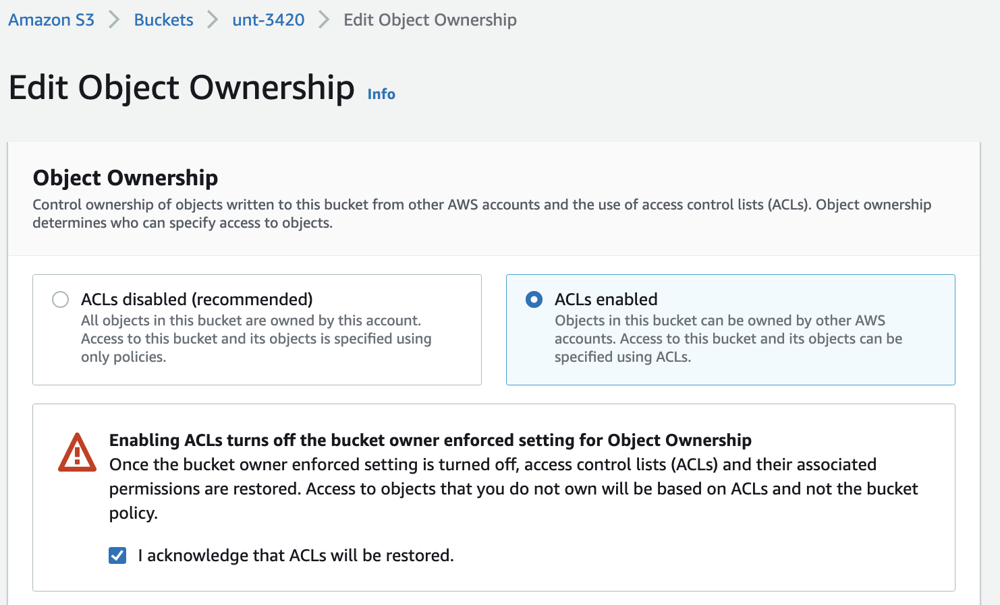 Amazon S3 > Buckets > unt-3420 > Edit Object Ownership
Edit Object Ownership Info
Object Ownership
Control ownership of objects written to this bucket from other AWS accounts and the use of access control lists (ACLs). Object ownership
determines who can specify access to objects.
ACLs disabled (recommended)
All objects in this bucket are owned by this account.
Access to this bucket and its objects is specified using
only policies.
ACLs enabled
Objects in this bucket can be owned by other AWS
accounts. Access to this bucket and its objects can be
specified using ACLs.
Enabling ACLs turns off the bucket owner enforced setting for Object Ownership
Once the bucket owner enforced setting is turned off, access control lists (ACLs) and their associated
permissions are restored. Access to objects that you do not own will be based on ACLs and not the bucket
policy.
I acknowledge that ACLs will be restored.